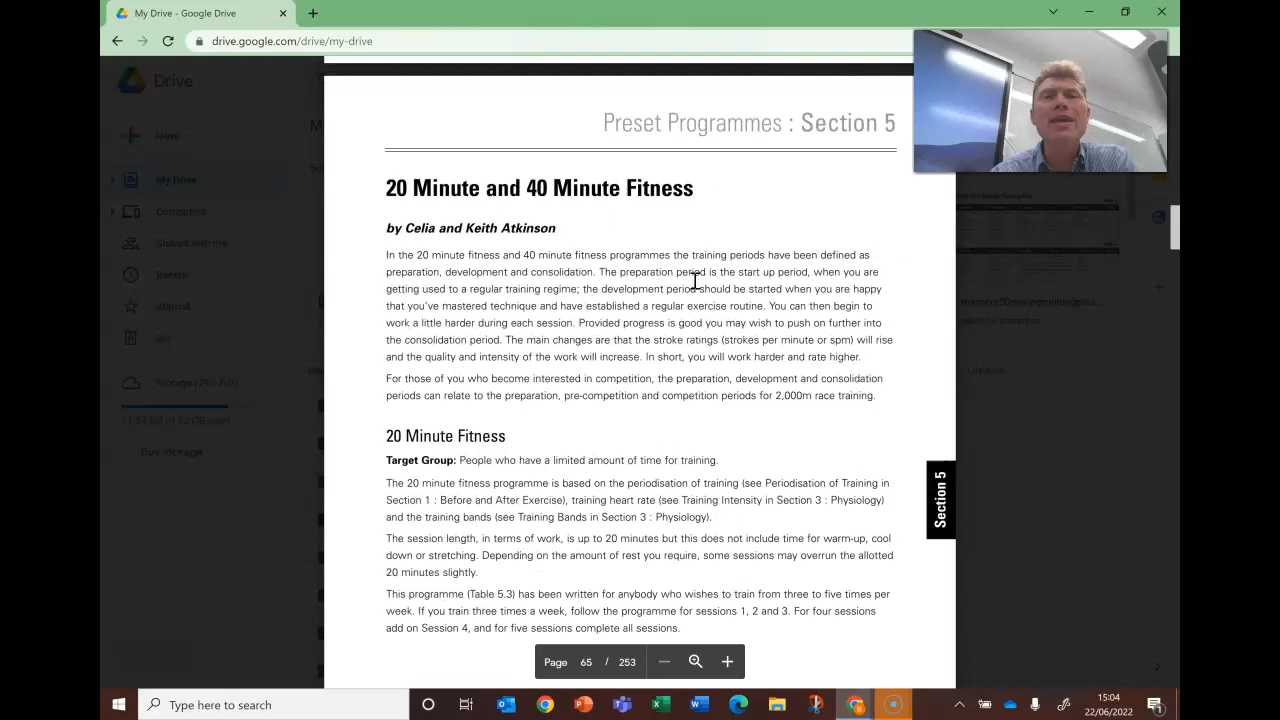 My Drive - Google Drive
drive.google.com/drive/my-drive
Drive
New
My Drive
Computers
Shared with me
Recent
Bin
Storage (79% full)
Buy storage
Preset Programmes : Section 5
20 Minute and 40 Minute Fitness
by Celia and Keith Atkinson
In the 20 minute fitness and 40 minute fitness programmes the training periods have been defined as
preparation, development and consolidation. The preparation period is the start up period, when you are
getting used to a regular training regime; the development period should be started when you are happy
that you've mastered technique and have established a regular exercise routine. You can then begin to
work a little harder during each session. Provided progress is good you may wish to push on further into
the consolidation period. The main changes are that the stroke ratings (strokes per minute or spm) will rise
and the quality and intensity of the work will increase. In short, you will work harder and rate higher.
For those of you who become interested in competition, the preparation, development and consolidation
periods can relate to the preparation, pre-competition and competition periods for 2,000m race training.
20 Minute Fitness
Target Group: People who have a limited amount of time for training.
The 20 minute fitness programme is based on the periodisation of training (see Periodisation of Training in
Section 1 : Before and After Exercise), training heart rate (see Training Intensity in Section 3 : Physiology)
and the training bands (see Training Bands in Section 3 : Physiology).
The session length, in terms of work, is up to 20 minutes but this does not include time for warm-up, cool
down or stretching. Depending on the amount of rest you require, some sessions may overrun the allotted
20 minutes slightly.
This programme (Table 5.3) has been written for anybody who wishes to train from three to five times per
week. If you train three times a week, follow the programme for sessions 1, 2 and 3. For four sessions
add on Session 4, and for five sessions complete all sessions.
Section 5
Page 65 / 253
Type here to search
15:04
22/06/2022